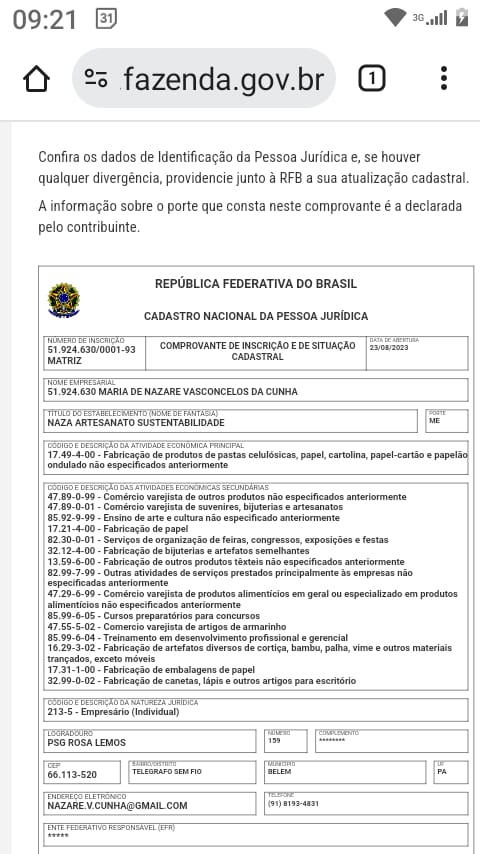 09:21
31
3G
.fazenda.gov.br
1
Confira os dados de Identificação da Pessoa Jurídica e, se houver
qualquer divergência, providencie junto à RFB a sua atualização cadastral.
A informação sobre o porte que consta neste comprovante é a declarada
pelo contribuinte.
REPÚBLICA FEDERATIVA DO BRASIL
CADASTRO NACIONAL DA PESSOA JURÍDICA
NÚMERO DE INSCRIÇÃO
51.924.630/0001-93
MATRIZ
COMPROVANTE DE INSCRIÇÃO E DE SITUAÇÃO
CADASTRAL
DATA DE ABERTURA
23/08/2023
NOME EMPRESARIAL
51.924.630 MARIA DE NAZARE VASCONCELOS DA CUNHA
TÍTULO DO ESTABELECIMENTO (NOME DE FANTASIA)
NAZA ARTESANATO SUSTENTABILIDADE
PORTE
ME
CÓDIGO E DESCRIÇÃO DA ATIVIDADE ECONÔMICA PRINCIPAL
17.49-4-00 - Fabricação de produtos de pastas celulósicas, papel, cartolina, papel-cartão e papelão
ondulado não especificados anteriormente
CÓDIGO E DESCRIÇÃO DAS ATIVIDADES ECONÔMICAS SECUNDÁRIAS
47.89-0-99 - Comércio varejista de outros produtos não especificados anteriormente
47.89-0-01 - Comércio varejista de suvenires, bijuterias e artesanatos
85.92-9-99 - Ensino de arte e cultura não especificado anteriormente
17.21-4-00 - Fabricação de papel
82.30-0-01 - Serviços de organização de feiras, congressos, exposições e festas
32.12-4-00 - Fabricação de bijuterias e artefatos semelhantes
13.59-6-00 - Fabricação de outros produtos têxteis não especificados anteriormente
82.99-7-99 - Outras atividades de serviços prestados principalmente às empresas não
especificadas anteriormente
47.29-6-99 - Comércio varejista de produtos alimentícios em geral ou especializado em produtos
alimentícios não especificados anteriormente
85.99-6-05 - Cursos preparatórios para concursos
47.55-5-02 - Comercio varejista de artigos de armarinho
85.99-6-04 - Treinamento em desenvolvimento profissional e gerencial
16.29-3-02 - Fabricação de artefatos diversos de cortiça, bambu, palha, vime e outros materiais
trançados, exceto móveis
17.31-1-00 - Fabricação de embalagens de papel
32.99-0-02 - Fabricação de canetas, lápis e outros artigos para escritório
CÓDIGO E DESCRIÇÃO DA NATUREZA JURÍDICA
213-5 - Empresário (Individual)
LOGRADOURO
PSG ROSA LEMOS
NÚMERO
159
COMPLEMENTO
********
CEP
66.113-520
BAIRRO/DISTRITO
TELEGRAFO SEM FIO
MUNICÍPIO
BELEM
UF
PA
ENDEREÇO ELETRÔNICO
NAZARE.V.CUNHA@GMAIL.COM
TELEFONE
(91) 8193-4831
ENTE FEDERATIVO RESPONSÁVEL (EFR)
*****